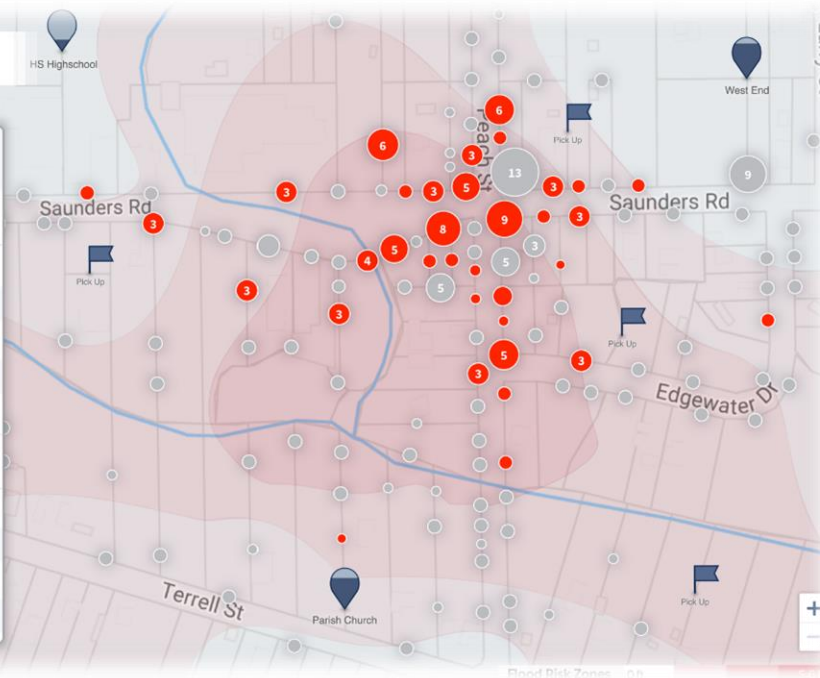 HS Highschool
West End
6
Pick Up
Peach St
6
3
13
9
3
3
5
3
Saunders Rd
Saunders Rd
3
8
9
3
5
3
4
5
Pick Up
3
5
3
Pick Up
5
3
3
Edgewater Dr
Pick Up
Terrell St
Parish Church
+
Flood Risk Zones